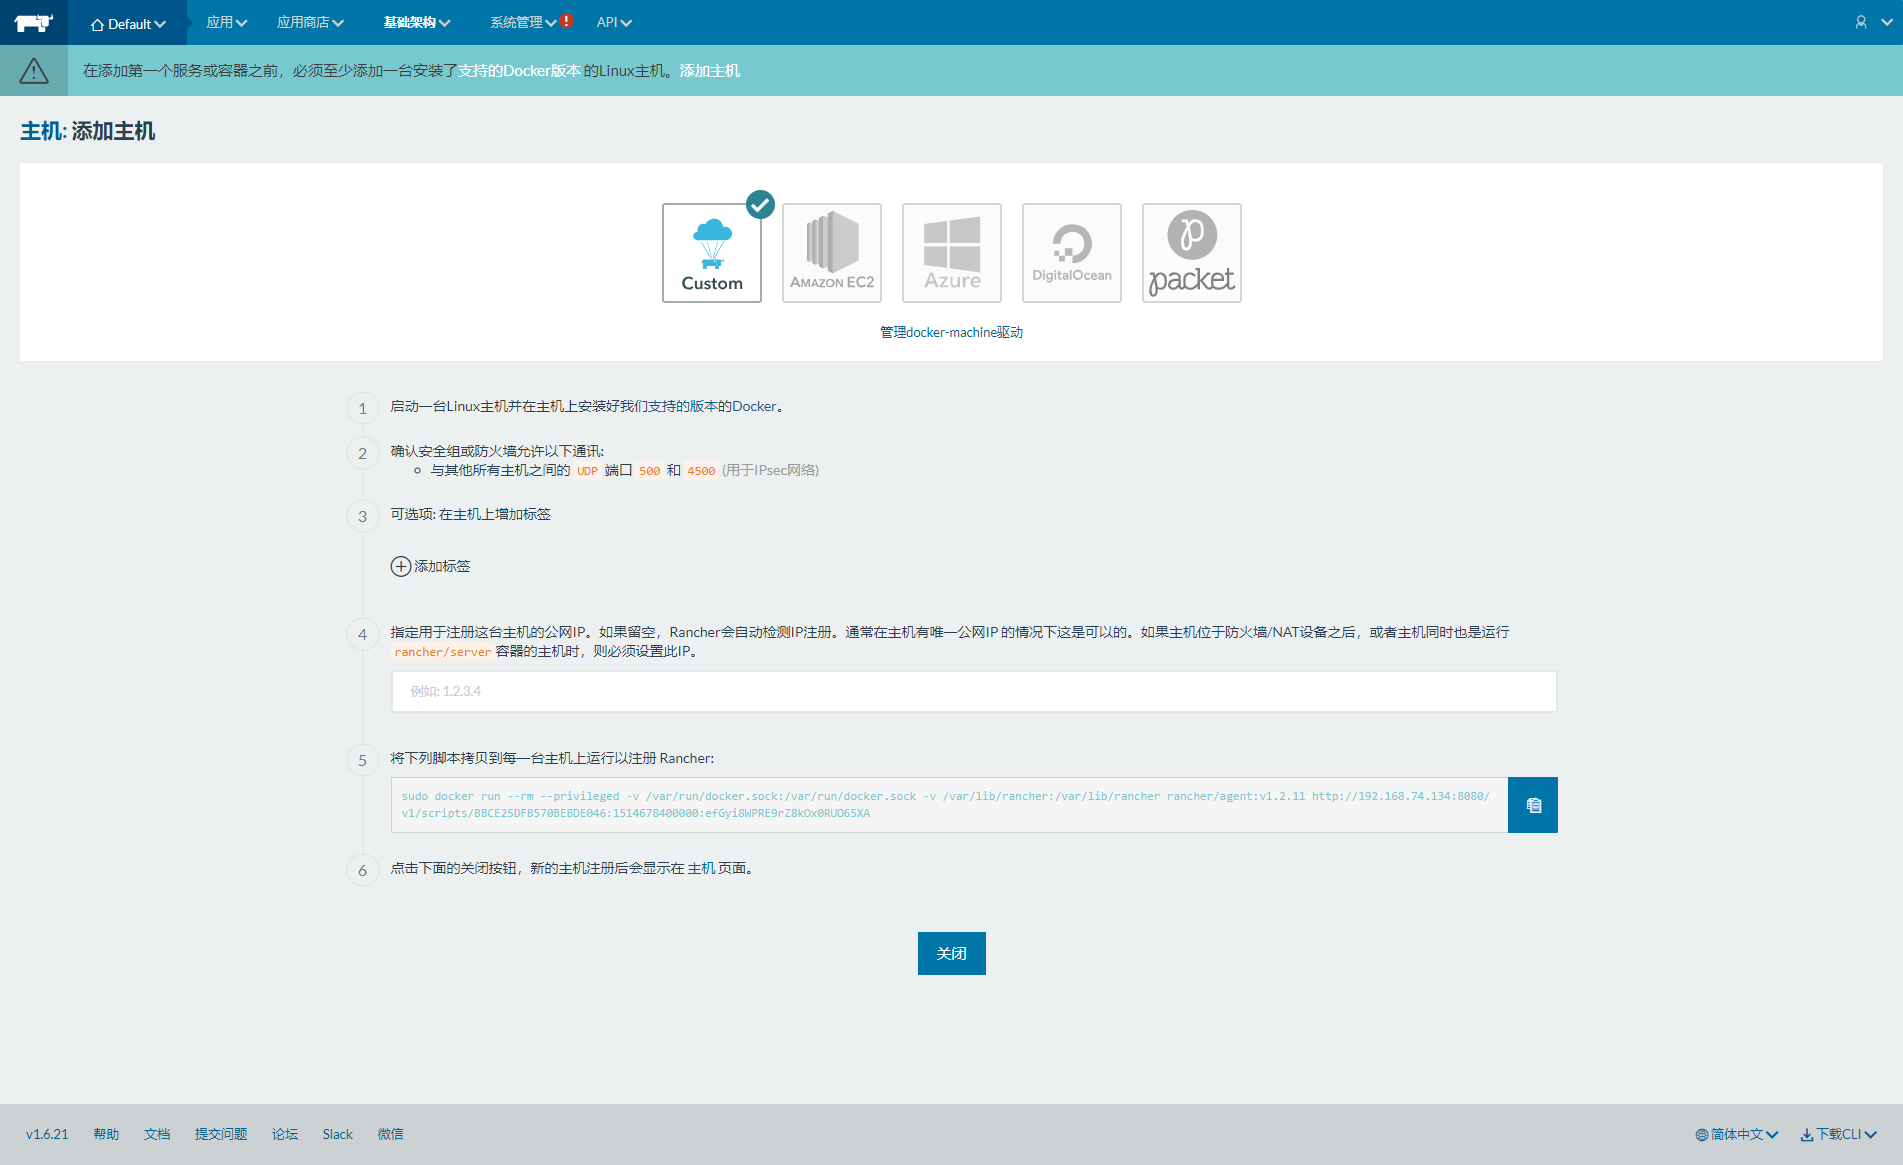 Default 应用 应用商店 基础架构 系统管理 ! API
在添加第一个服务或容器之前，必须至少添加一台安装了支持的Docker版本 的Linux主机。 添加主机
主机: 添加主机
Custom
AMAZON EC2
Azure
DigitalOcean
packet
管理docker-machine驱动
1 启动一台Linux主机并在主机上安装好我们支持的版本的Docker。
2 确认安全组或防火墙允许以下通讯:
与其他所有主机之间的 UDP 端口 500 和 4500 (用于IPsec网络)
3 可选项: 在主机上增加标签
添加标签
4 指定用于注册这台主机的公网IP。如果留空，Rancher会自动检测IP注册。通常在主机有唯一公网IP 的情况下这是可以的。如果主机位于防火墙/NAT设备之后，或者主机同时也是运行
rancher/server 容器的主机时，则必须设置此IP。
例如: 1.2.3.4
5 将下列脚本拷贝到每一台主机上运行以注册 Rancher:
sudo docker run --rm --privileged -v /var/run/docker.sock:/var/run/docker.sock -v /var/lib/rancher:/var/lib/rancher rancher/agent:v1.2.11 http://192.168.74.134:8080/
v1/scripts/BBCE25DFB570BEBDE046:1514678400000:efGyi8WPRE9rZ8kOx0RUO65XA
6 点击下面的关闭按钮，新的主机注册后会显示在 主机 页面。
关闭
v1.6.21 帮助 文档 提交问题 论坛 Slack 微信 简体中文 下载CLI